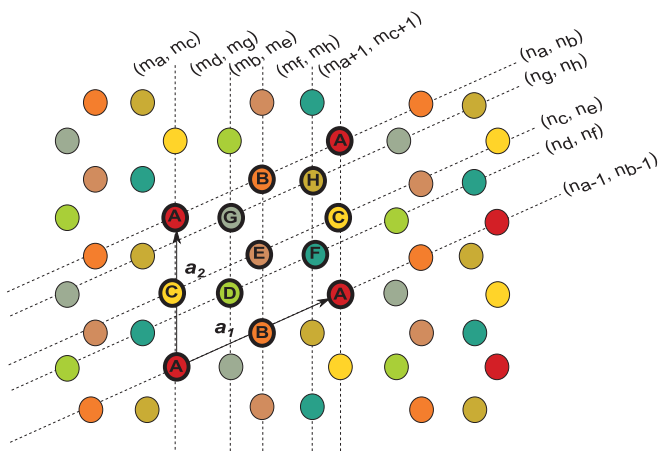 (ma, mc)
(md, mg)
(mb, me)
(mf, mh)
(ma+1, mc+1)
(na, nb)
(ng, nh)
(nc, ne)
(nd, nf)
(na-1, nb-1)
A
B
H
A
G
C
E
F
a2
C
D
A
a1
B
A